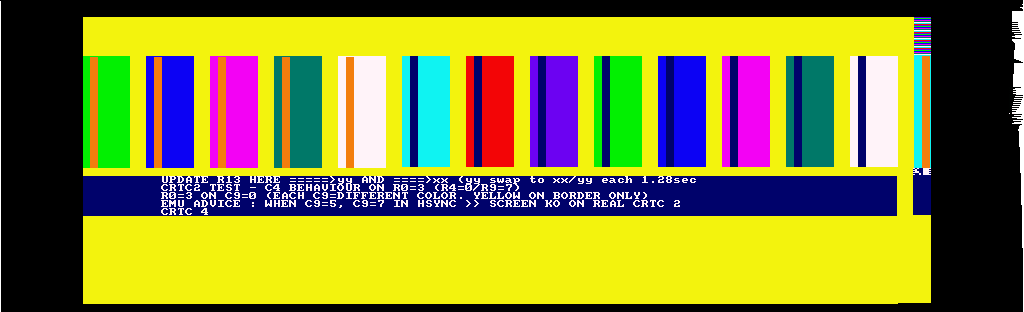 UPDATE R13 HERE =====>yy AND ====>xx (yy swap to xx/yy each 1.28sec
CRTC2 TEST - C4 BEHAVIOUR ON R0=3 (R4=0/R9=7)
R0=3 ON C9=0 (EACH C9=DIFFERENT COLOR. YELLOW ON BORDER ONLY)
EMU ADVICE : WHEN C9=5, C9=7 IN HSYNC >> SCREEN KO ON REAL CRTC 2
CRTC 4